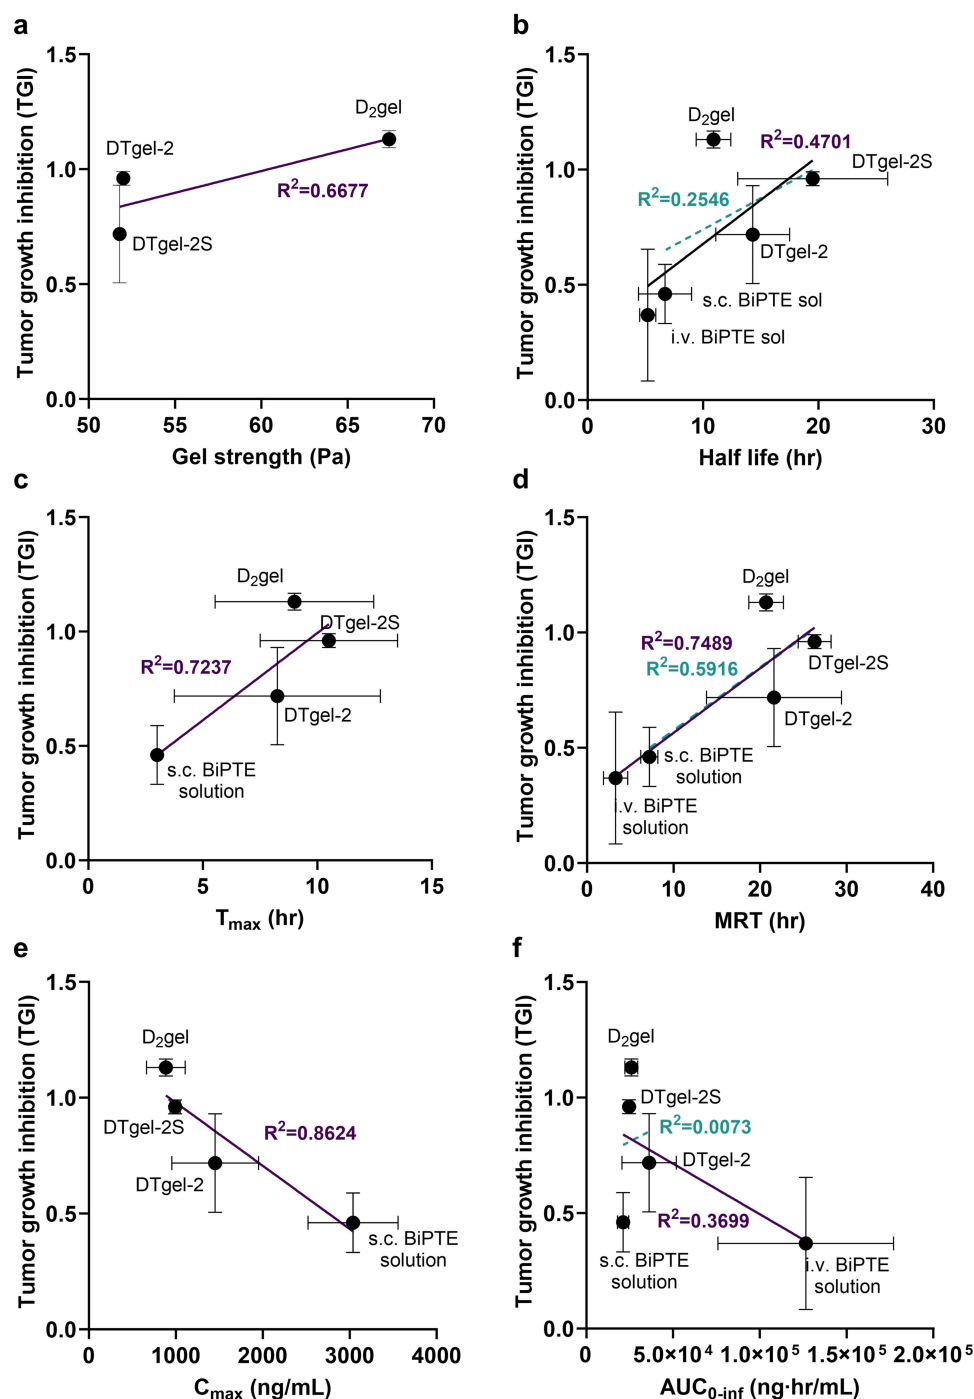 a
Tumor growth inhibition (TGI)
1.5
1.0
0.5
0.0
D₂gel
DTgel-2
R²=0.6677
DTgel-2S
50 55 60 65 70
Gel strength (Pa)
b
Tumor growth inhibition (TGI)
1.5
1.0
0.5
0.0
D₂gel
R²=0.4701
DTgel-2S
R²=0.2546
DTgel-2
s.c. BiPTE sol
i.v. BiPTE sol
0 10 20 30
Half life (hr)
c
Tumor growth inhibition (TGI)
1.5
1.0
0.5
0.0
D₂gel
DTgel-2S
R²=0.7237
DTgel-2
s.c. BiPTE
solution
0 5 10 15
Tmax (hr)
d
Tumor growth inhibition (TGI)
1.5
1.0
0.5
0.0
D₂gel
R²=0.7489
R²=0.5916
DTgel-2S
DTgel-2
s.c. BiPTE
solution
i.v. BiPTE
solution
0 10 20 30 40
MRT (hr)
e
Tumor growth inhibition (TGI)
1.5
1.0
0.5
0.0
D₂gel
DTgel-2S
R²=0.8624
DTgel-2
s.c. BiPTE
solution
0 1000 2000 3000 4000
Cmax (ng/mL)
f
Tumor growth inhibition (TGI)
1.5
1.0
0.5
0.0
D₂gel
DTgel-2S
R²=0.0073
DTgel-2
R²=0.3699
s.c. BiPTE
solution
i.v. BiPTE
solution
0 5.0×10⁴ 1.0×10⁵ 1.5×10⁵ 2.0×10⁵
AUC0-inf (ng·hr/mL)